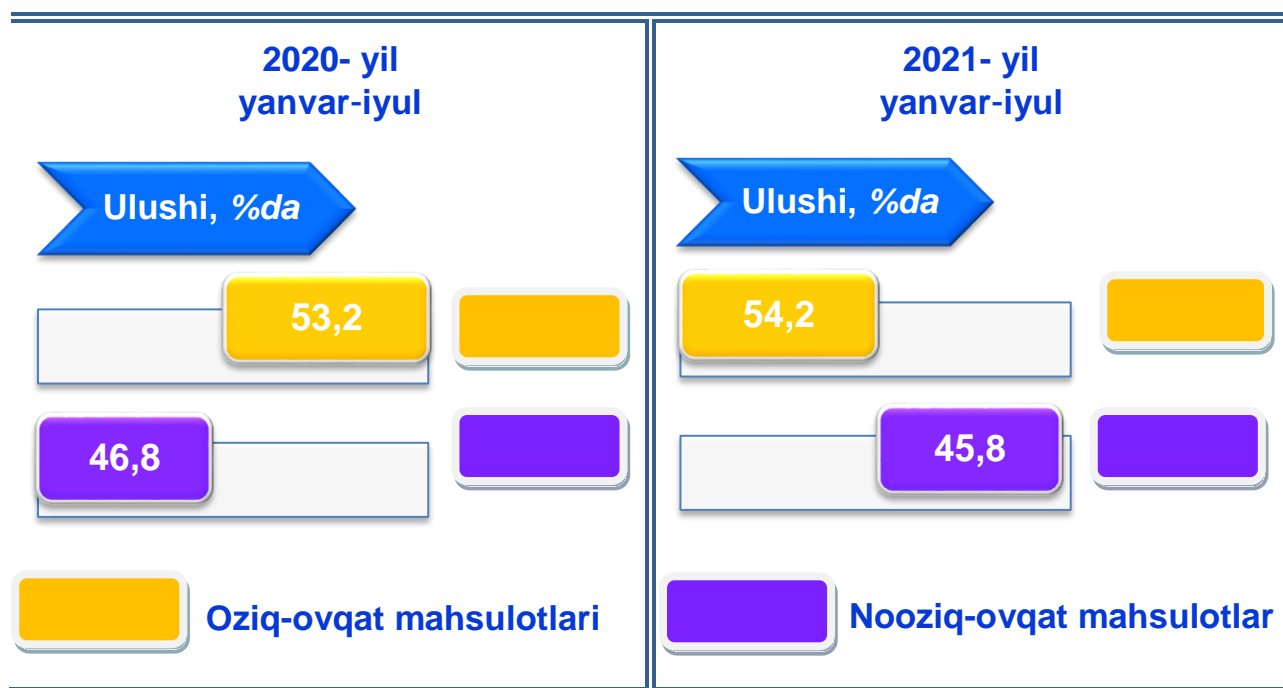 2020- yil
yanvar-iyul
Ulushi, %da
53,2
46,8
Oziq-ovqat mahsulotlari
2021- yil
yanvar-iyul
Ulushi, %da
54,2
45,8
Nooziq-ovqat mahsulotlar